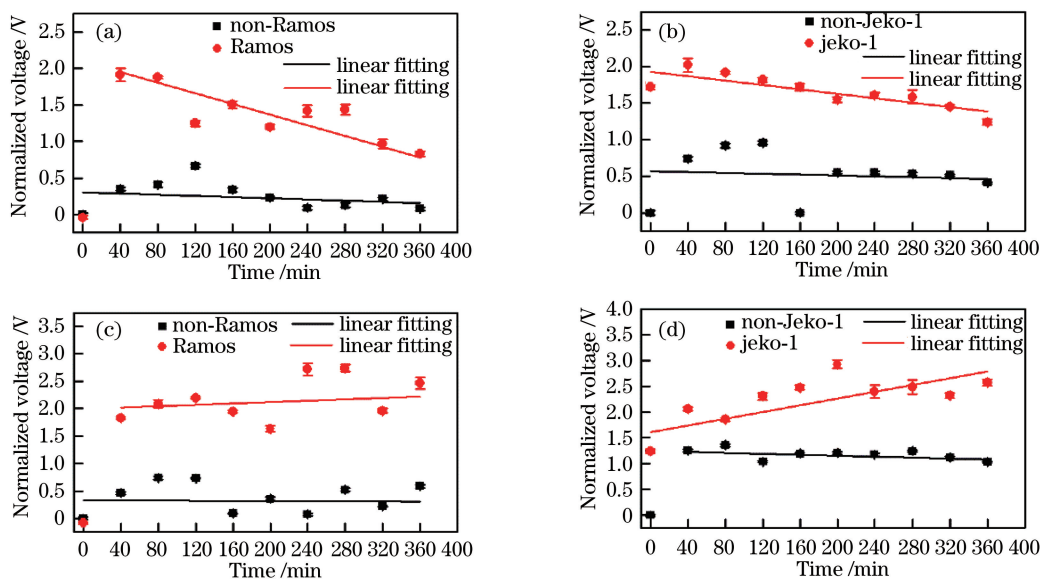 (a)
non-Ramos
Ramos
linear fitting
linear fitting
Normalized voltage /V
2.5
2.0
1.5
1.0
0.5
0
0 40 80 120 160 200 240 280 320 360 400
Time /min
(b)
non-Jeko-1
jeko-1
linear fitting
linear fitting
Normalized voltage /V
2.5
2.0
1.5
1.0
0.5
0
0 40 80 120 160 200 240 280 320 360 400
Time /min
(c)
non-Ramos
Ramos
linear fitting
linear fitting
Normalized voltage /V
3.5
3.0
2.5
2.0
1.5
1.0
0.5
0
0 40 80 120 160 200 240 280 320 360 400
Time /min
(d)
non-Jeko-1
jeko-1
linear fitting
linear fitting
Normalized voltage /V
4.0
3.5
3.0
2.5
2.0
1.5
1.0
0.5
0
0 40 80 120 160 200 240 280 320 360 400
Time /min